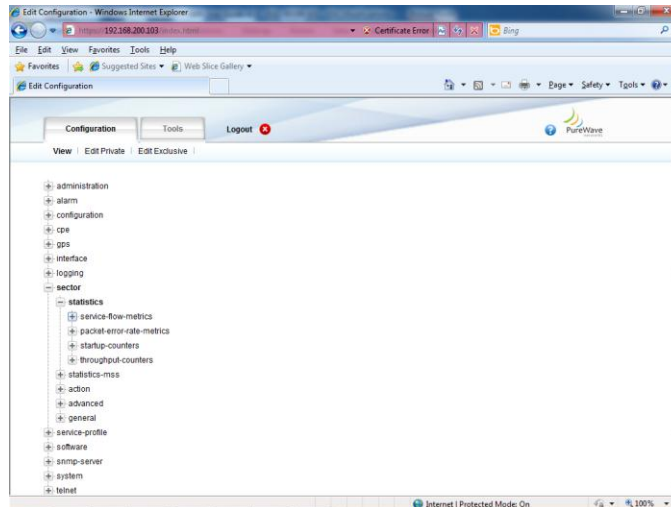 Edit Configuration - Windows Internet Explorer
https://192.168.200.103/index.html Certificate Error Bing
File Edit View Favorites Tools Help
Favorites Suggested Sites Web Slice Gallery
Edit Configuration Page Safety Tools
Configuration Tools Logout PureWave
View Edit Private Edit Exclusive
administration
alarm
configuration
cpe
gps
interface
logging
sector
statistics
service-flow-metrics
packet-error-rate-metrics
startup-counters
throughput-counters
statistics-mss
action
advanced
general
service-profile
software
snmp-server
system
telnet
Internet | Protected Mode: On 100%